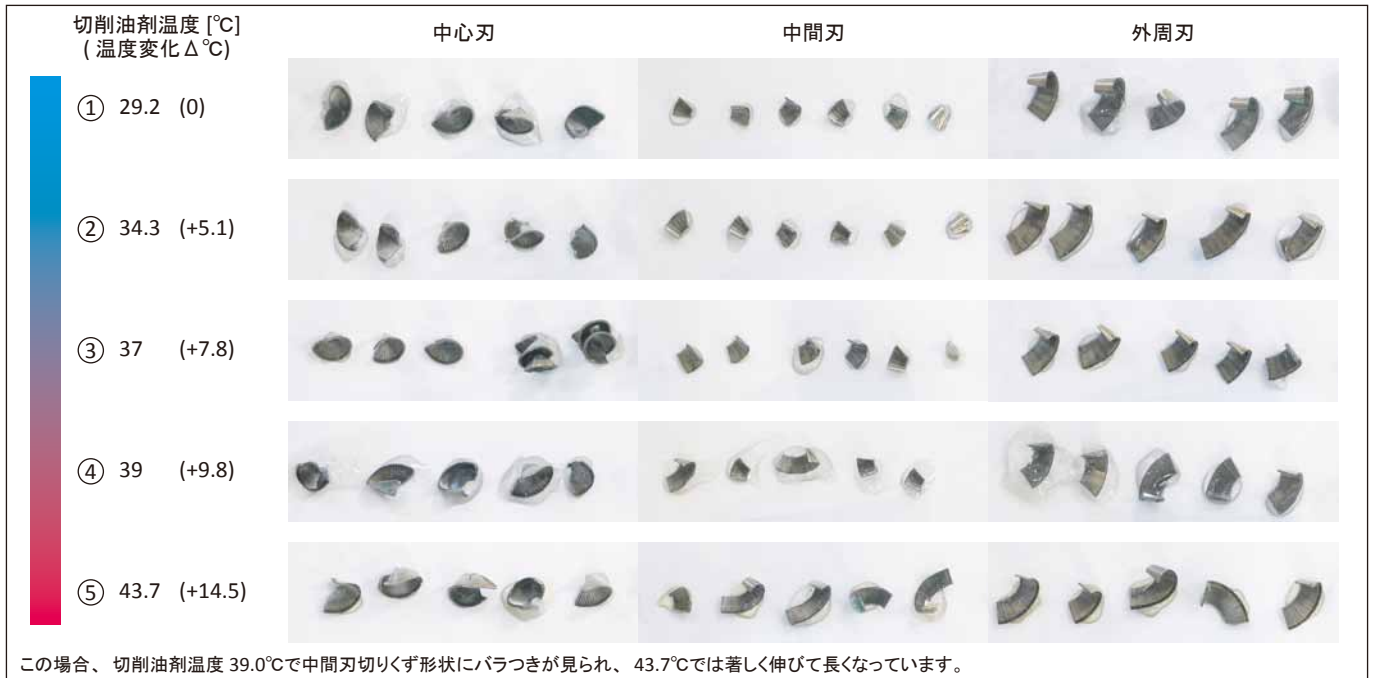 切削油剤温度 [℃]
( 温度変化 Δ℃)
中心刃
中間刃
外周刃
① 29.2 (0)
② 34.3 (+5.1)
③ 37 (+7.8)
④ 39 (+9.8)
⑤ 43.7 (+14.5)
この場合、 切削油剤温度 39.0℃で中間刃切りくず形状にバラつきが見られ、 43.7℃では著しく伸びて長くなっています。